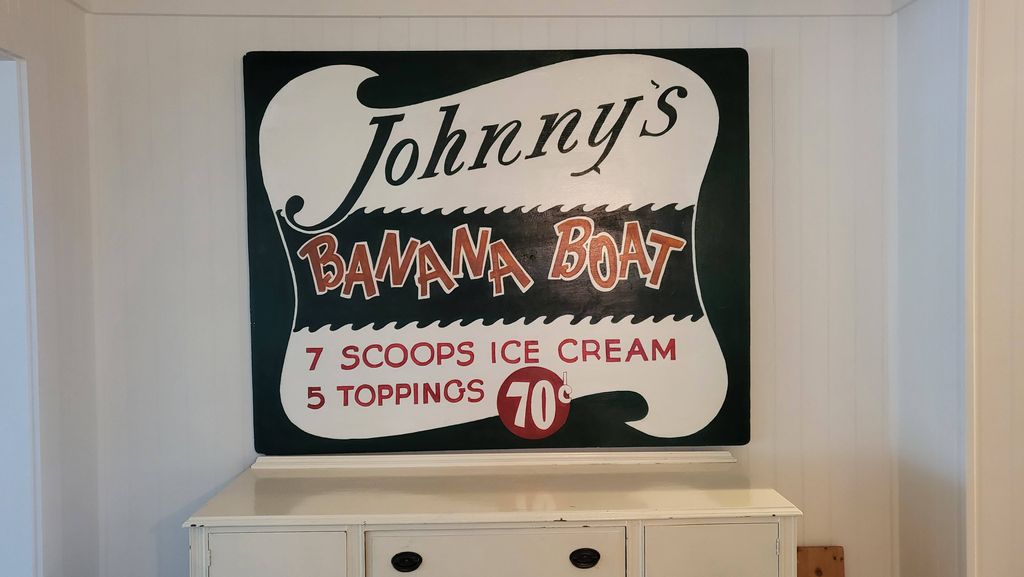 Johnny's
BANANA BOAT
7 SCOOPS ICE CREAM
5 TOPPINGS 70¢